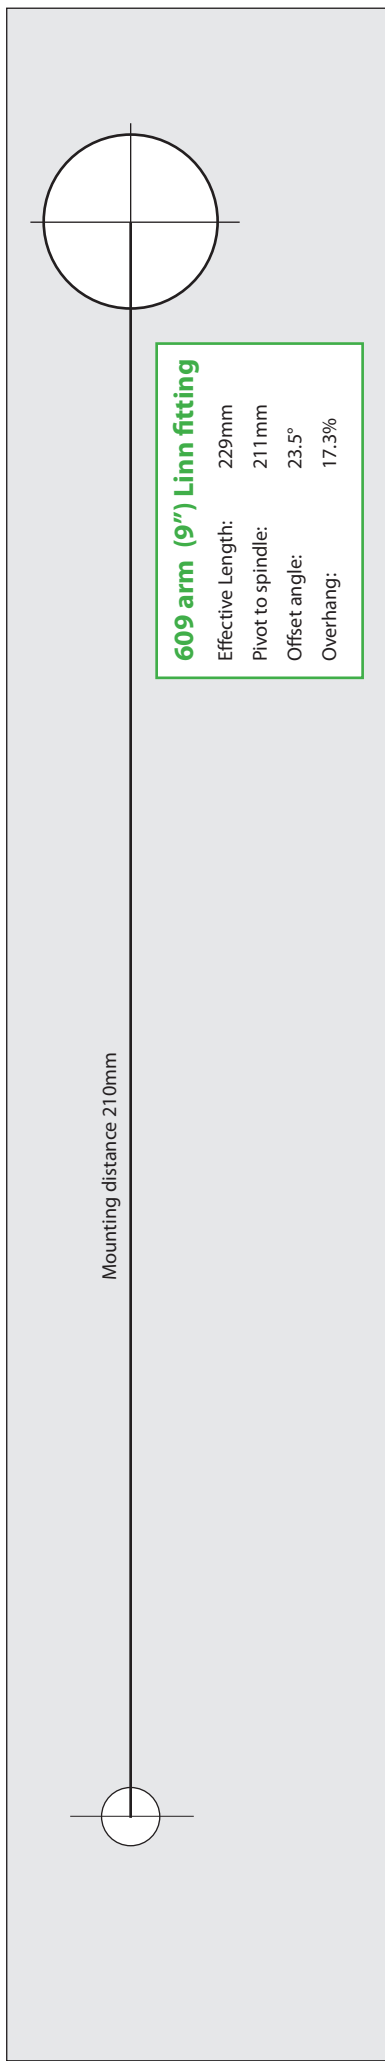 609 arm (9″) Linn fitting
Effective Length: 229mm
Pivot to spindle: 211mm
Offset angle: 23.5°
Overhang: 17.3%
Mounting distance 210mm